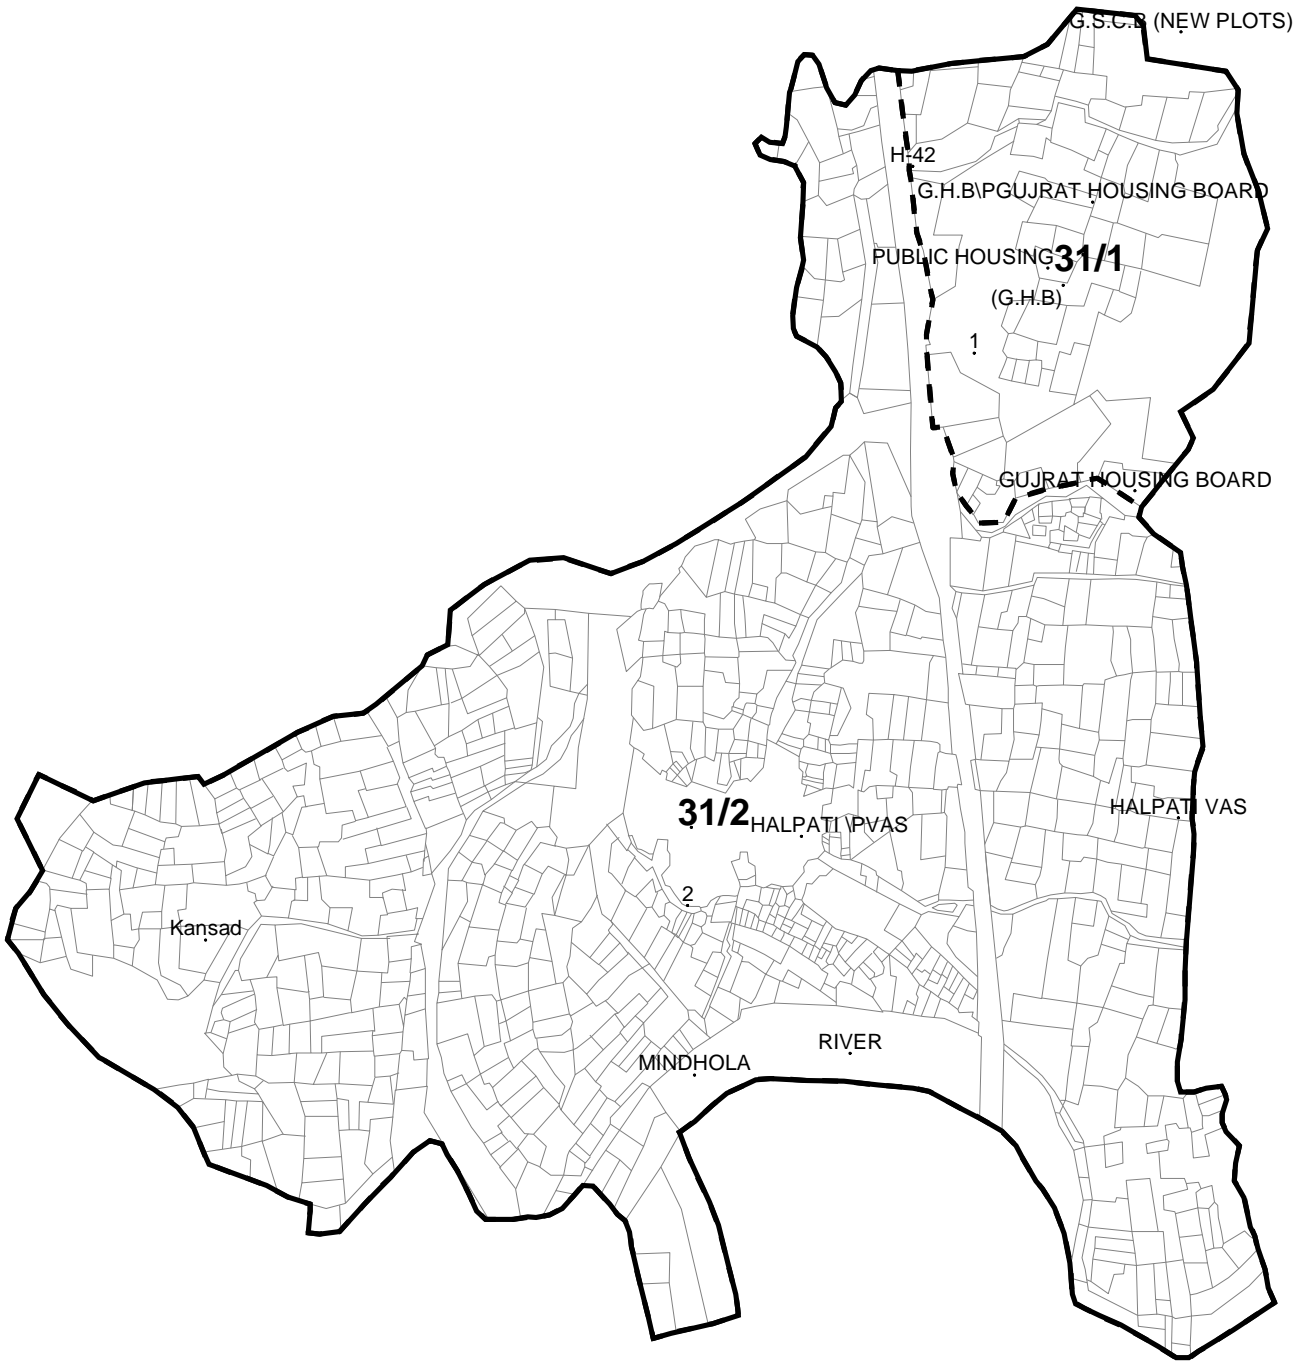 G.S.C.B (NEW PLOTS)
H-42
G.H.B\PGUJRAT HOUSING BOARD
PUBLIC HOUSING
31/1
(G.H.B)
1
GUJRAT HOUSING BOARD
31/2
HALPATI \PVAS
HALPATI VAS
2
Kansad
RIVER
MINDHOLA